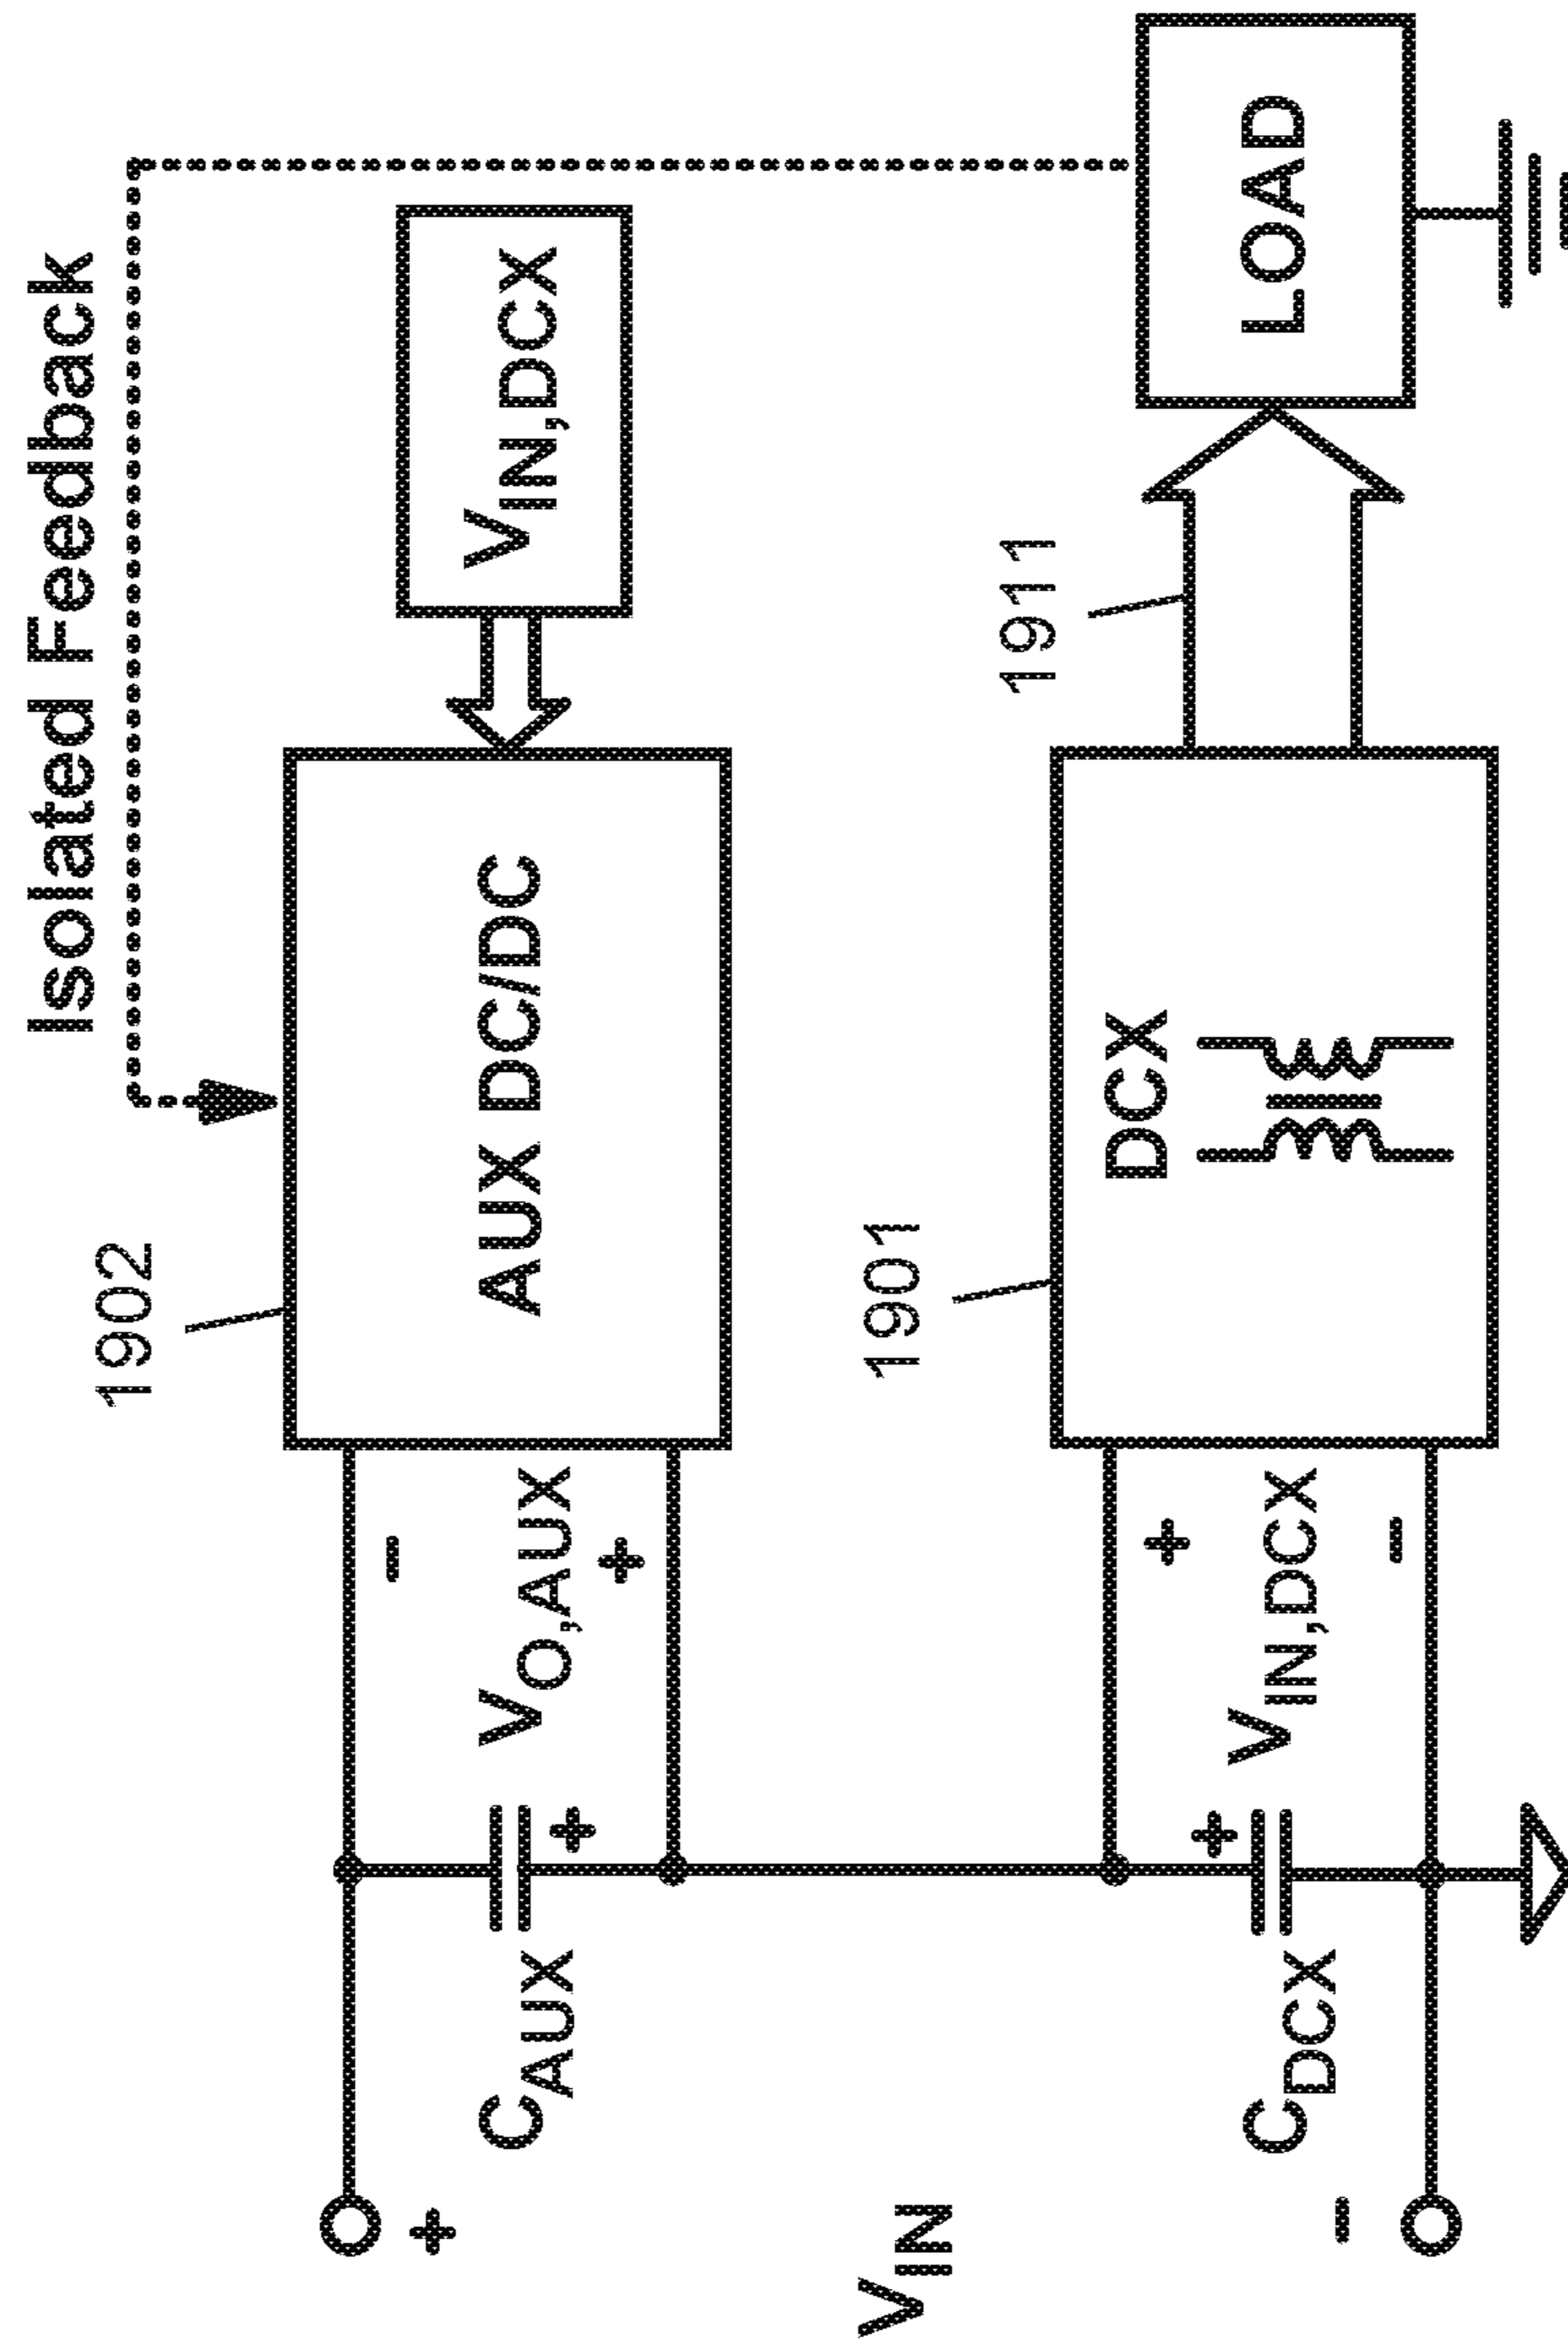 Isolated Feedback
1902
AUX DC/DC
V_IN,DCX
+
-
V_O,AUX
+
C_AUX
+
V_IN
1901
1911
DCX
LOAD
+
V_IN,DCX
-
C_DCX
+
-